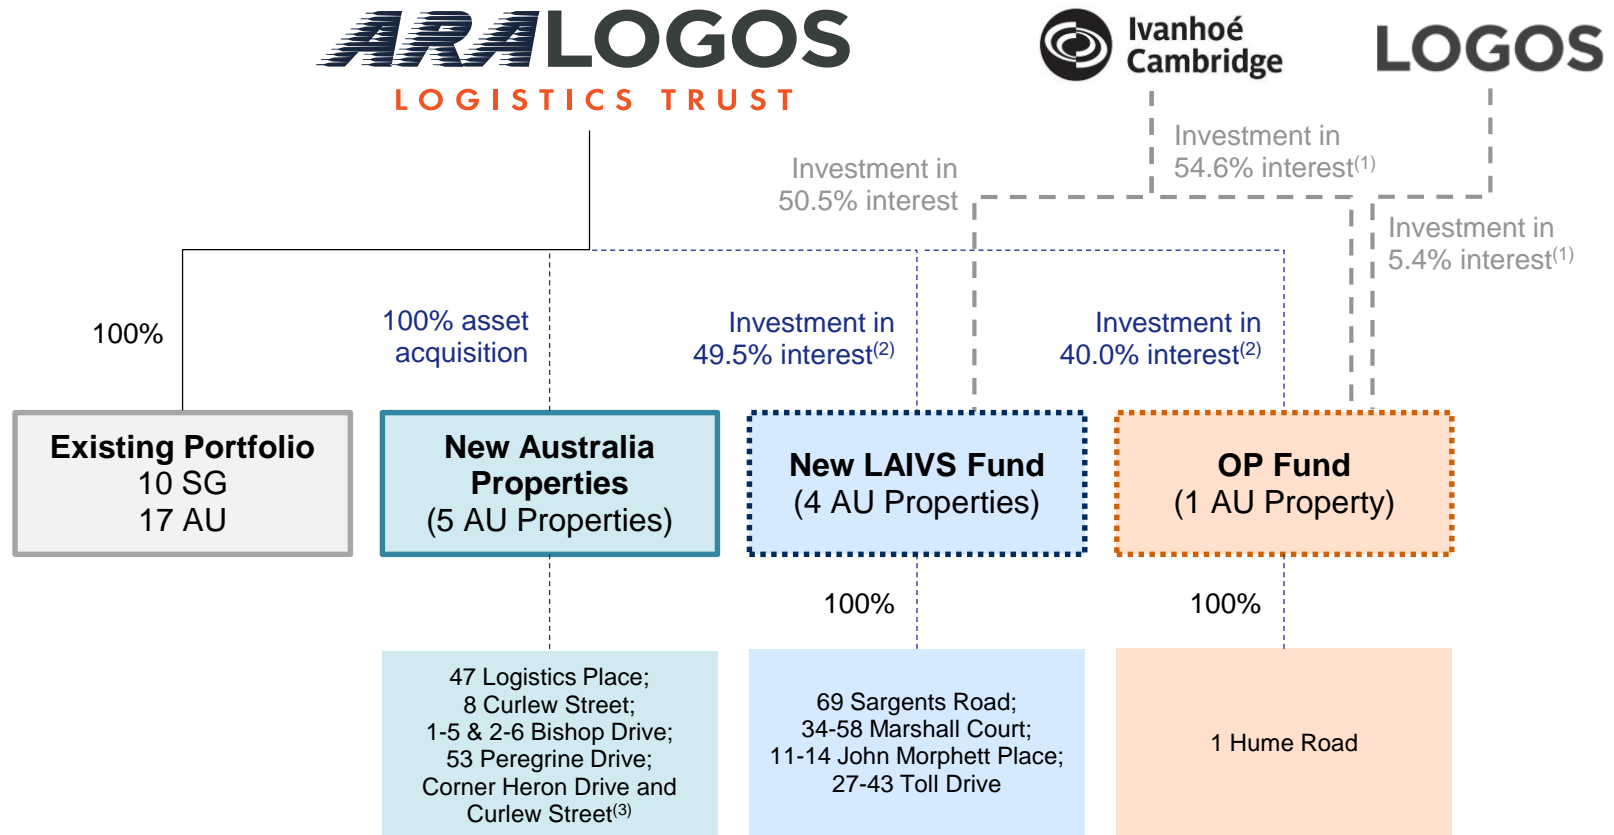 ARALOGOS
LOGISTICS TRUST
Ivanhoé
Cambridge
LOGOS
Investment in
54.6% interest(1)
Investment in
50.5% interest
Investment in
5.4% interest(1)
100%
100% asset
acquisition
Investment in
49.5% interest(2)
Investment in
40.0% interest(2)
Existing Portfolio
10 SG
17 AU
New Australia
Properties
(5 AU Properties)
New LAIVS Fund
(4 AU Properties)
OP Fund
(1 AU Property)
100%
100%
47 Logistics Place;
8 Curlew Street;
1-5 & 2-6 Bishop Drive;
53 Peregrine Drive;
Corner Heron Drive and
Curlew Street(3)
69 Sargents Road;
34-58 Marshall Court;
11-14 John Morphett Place;
27-43 Toll Drive
1 Hume Road